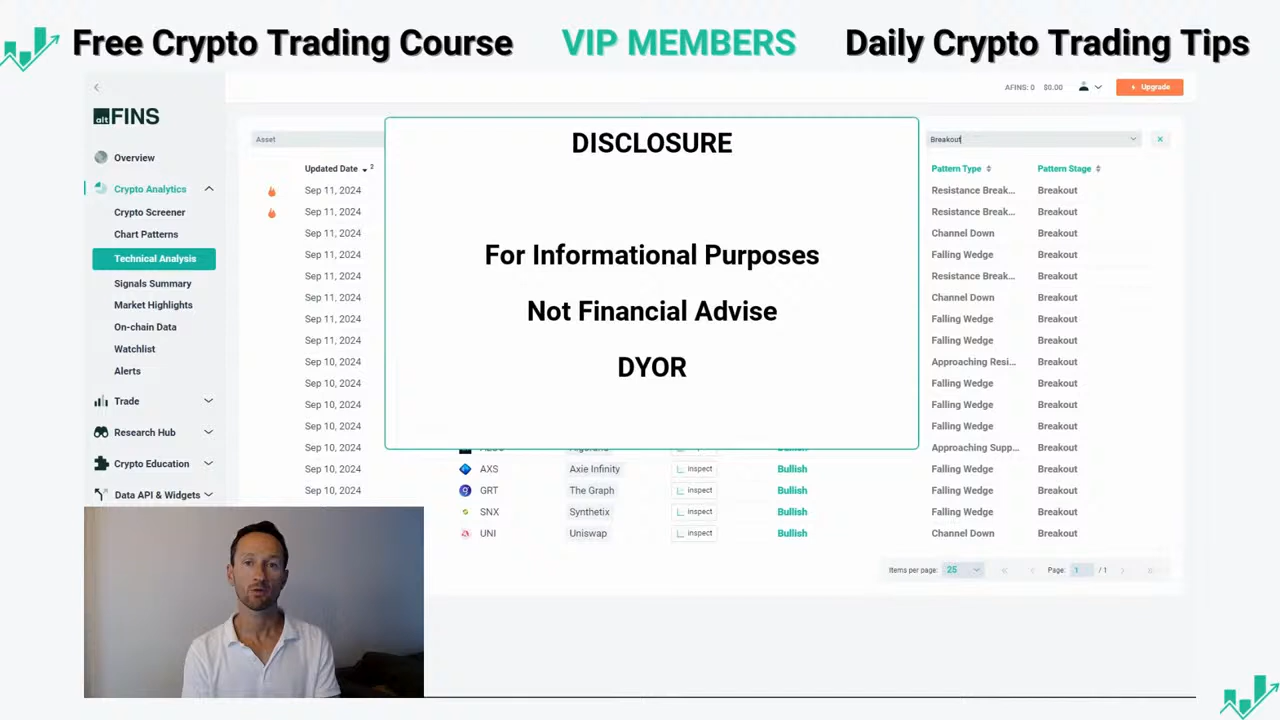 Free Crypto Trading Course VIP MEMBERS Daily Crypto Trading Tips
AFINS: 0 $0.00 Upgrade
altFINS
Overview
Crypto Analytics
Crypto Screener
Chart Patterns
Technical Analysis
Signals Summary
Market Highlights
On-chain Data
Watchlist
Alerts
Trade
Research Hub
Crypto Education
Data API & Widgets
Asset
Breakout
Updated Date 2
Pattern Type
Pattern Stage
Sep 11, 2024
Resistance Break... Breakout
Sep 11, 2024
Resistance Break... Breakout
Sep 11, 2024
Channel Down Breakout
Sep 11, 2024
Falling Wedge Breakout
Sep 11, 2024
Resistance Break... Breakout
Sep 11, 2024
Channel Down Breakout
Sep 11, 2024
Falling Wedge Breakout
Sep 11, 2024
Falling Wedge Breakout
Sep 10, 2024
Approaching Resi... Breakout
Sep 10, 2024
Falling Wedge Breakout
Sep 10, 2024
Falling Wedge Breakout
Sep 10, 2024
Falling Wedge Breakout
Sep 10, 2024
Approaching Supp... Breakout
Sep 10, 2024 AXS Axie Infinity inspect Bullish Falling Wedge Breakout
Sep 10, 2024 GRT The Graph inspect Bullish Falling Wedge Breakout
SNX Synthetix inspect Bullish Falling Wedge Breakout
UNI Uniswap inspect Bullish Channel Down Breakout
DISCLOSURE
For Informational Purposes
Not Financial Advise
DYOR
Items per page: 25 Page: 1 / 1